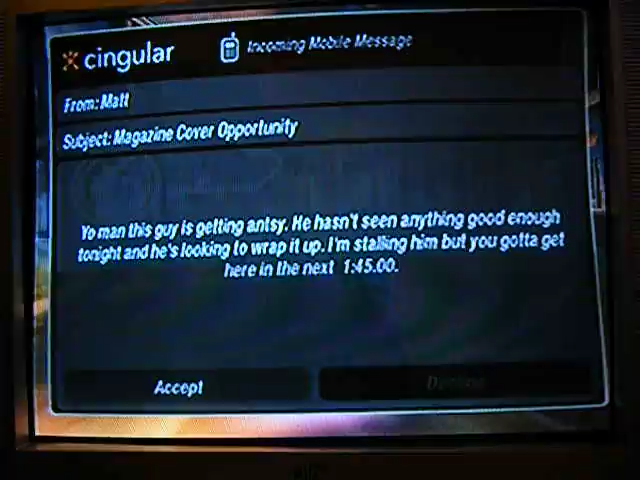 cingular
Incoming Mobile Message
From: Matt
Subject: Magazine Cover Opportunity
Yo man this guy is getting antsy. He hasn't seen anything good enough
tonight and he's looking to wrap it up. I'm stalling him but you gotta get
here in the next 1:45.00.
Accept
Decline